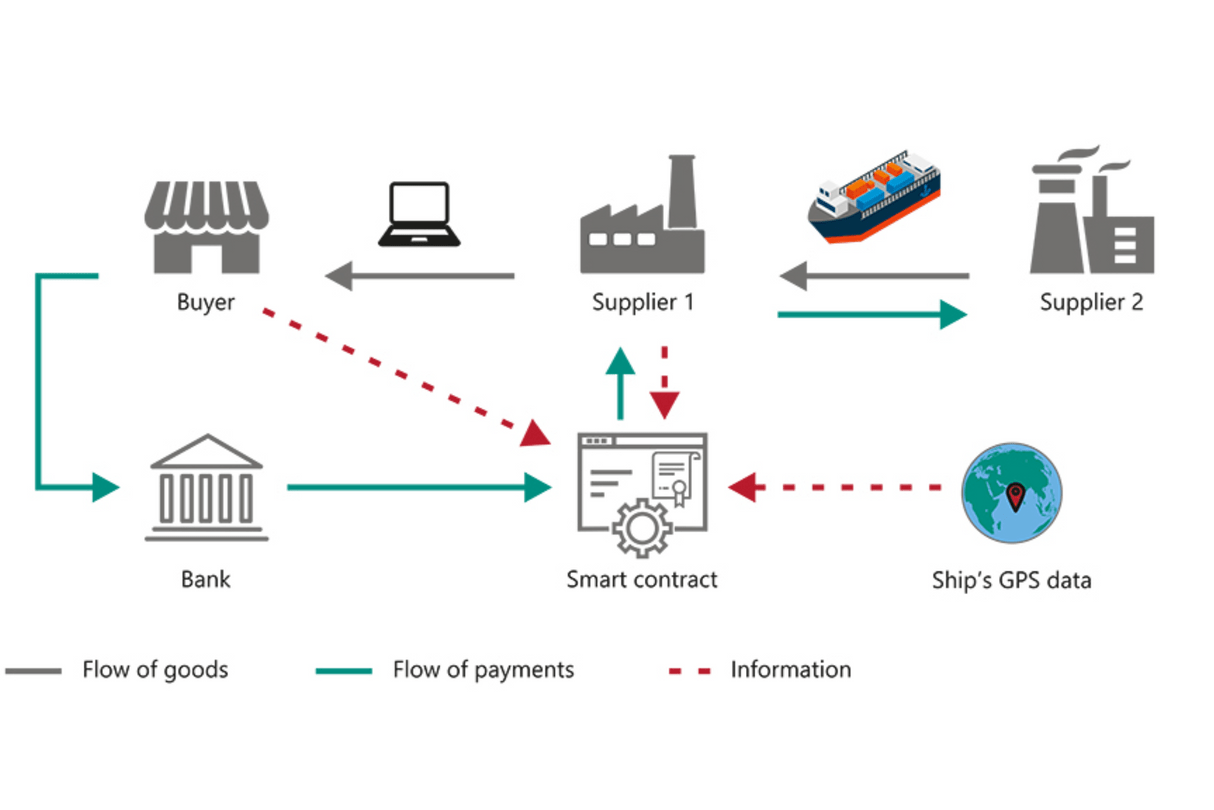 Buyer
Supplier 1
Supplier 2
Bank
Smart contract
Ship’s GPS data
Flow of goods
Flow of payments
Information